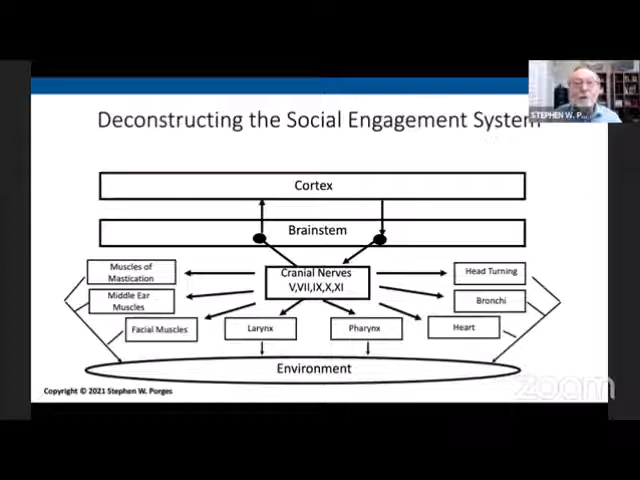 STEPHEN W. P...
Deconstructing the Social Engagement System
Cortex
Brainstem
Muscles of
Mastication
Cranial Nerves
V,VII,IX,X,XI
Head Turning
Middle Ear
Muscles
Bronchi
Facial Muscles
Larynx
Pharynx
Heart
Environment
Copyright © 2021 Stephen W. Porges
zoom